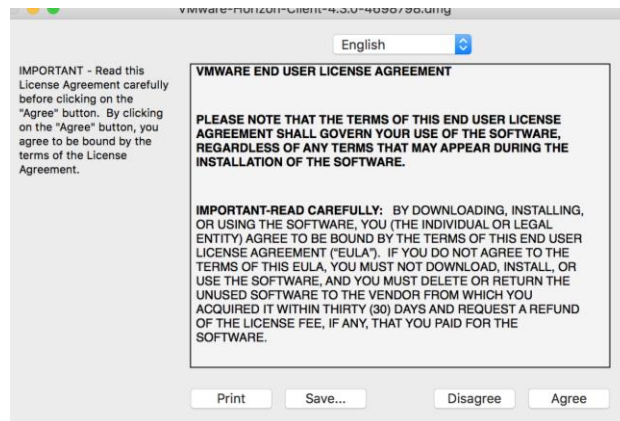 VMware-Horizon-Client-4.3.0-4698798.dmg
English
IMPORTANT - Read this
License Agreement carefully
before clicking on the
"Agree" button. By clicking
on the "Agree" button, you
agree to be bound by the
terms of the License
Agreement.
VMWARE END USER LICENSE AGREEMENT
PLEASE NOTE THAT THE TERMS OF THIS END USER LICENSE
AGREEMENT SHALL GOVERN YOUR USE OF THE SOFTWARE,
REGARDLESS OF ANY TERMS THAT MAY APPEAR DURING THE
INSTALLATION OF THE SOFTWARE.
IMPORTANT-READ CAREFULLY: BY DOWNLOADING, INSTALLING,
OR USING THE SOFTWARE, YOU (THE INDIVIDUAL OR LEGAL
ENTITY) AGREE TO BE BOUND BY THE TERMS OF THIS END USER
LICENSE AGREEMENT ("EULA"). IF YOU DO NOT AGREE TO THE
TERMS OF THIS EULA, YOU MUST NOT DOWNLOAD, INSTALL, OR
USE THE SOFTWARE, AND YOU MUST DELETE OR RETURN THE
UNUSED SOFTWARE TO THE VENDOR FROM WHICH YOU
ACQUIRED IT WITHIN THIRTY (30) DAYS AND REQUEST A REFUND
OF THE LICENSE FEE, IF ANY, THAT YOU PAID FOR THE
SOFTWARE.
Print
Save...
Disagree
Agree